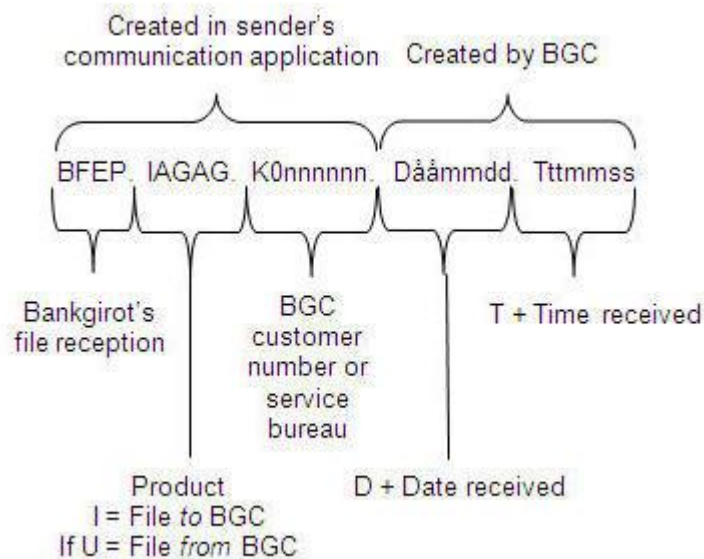 Created in sender's
communication application
Created by BGC
BFEP. IAGAG. K0nnnnnn. Dååmmdd. Tttmmss
Bankgirot's
file reception
BGC
customer
number or
service
bureau
T + Time received
Product
I = File to BGC
If U = File from BGC
D + Date received